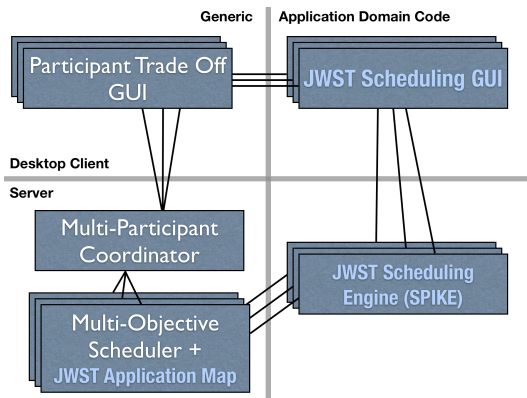 Generic
Application Domain Code
Participant Trade Off
GUI
JWST Scheduling GUI
Desktop Client
Server
Multi-Participant
Coordinator
JWST Scheduling
Engine (SPIKE)
Multi-Objective
Scheduler +
JWST Application Map